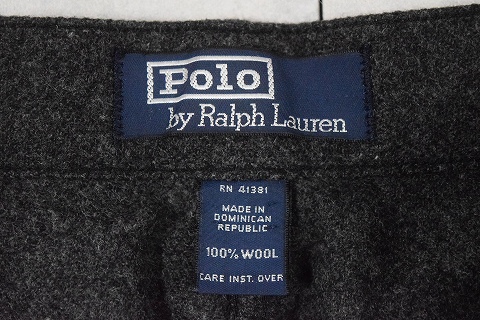 Polo
by Ralph Lauren
RN 41381
MADE IN
DOMINICAN
REPUBLIC
100% WOOL
CARE INST. OVER